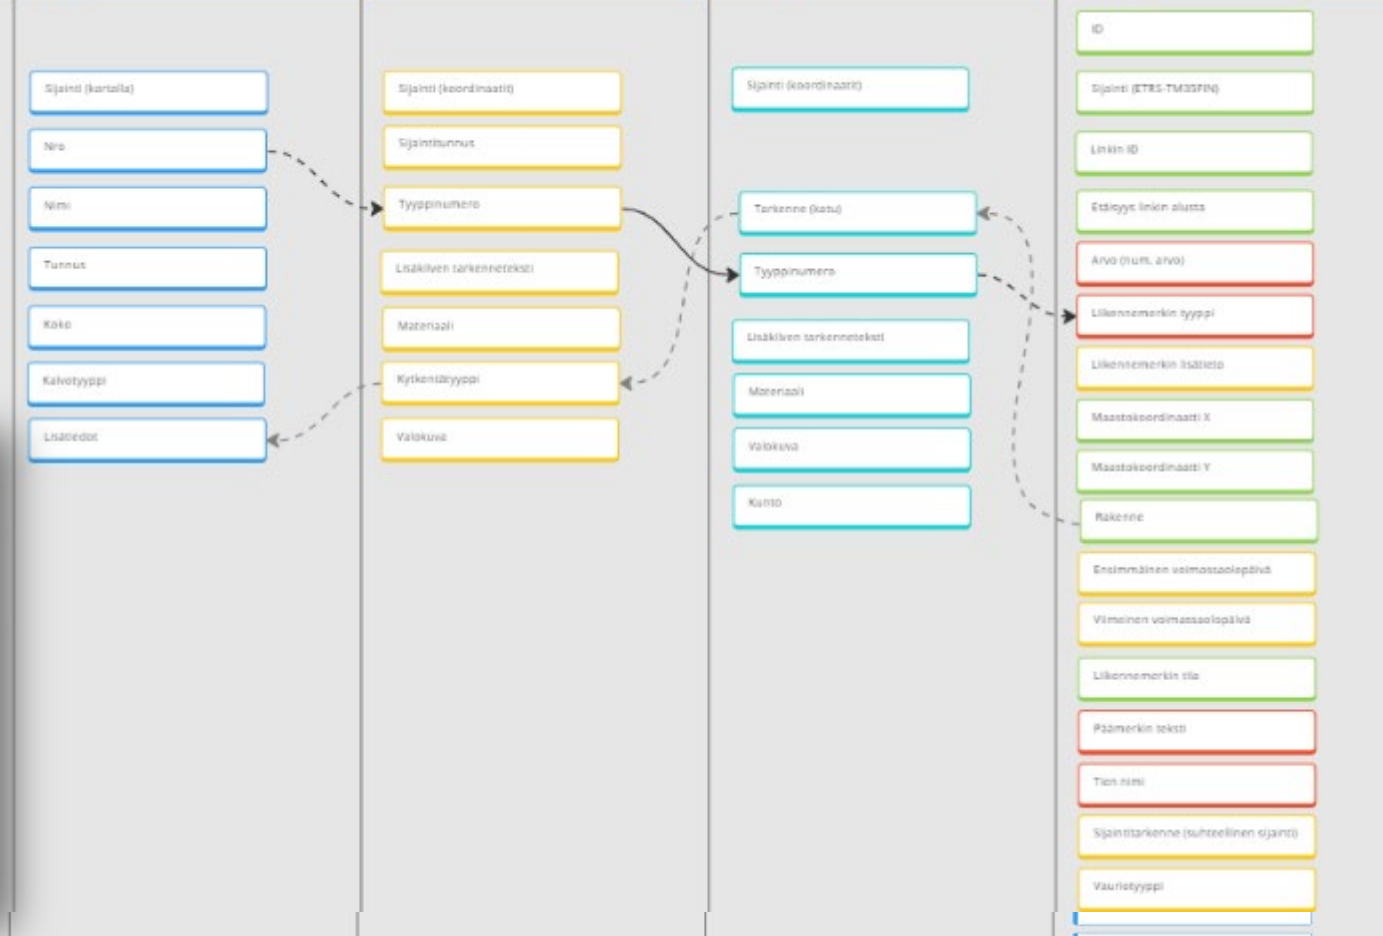 Sijainti (kartalla)
Nro
Nimi
Tunnus
Koko
Kalvotyyppi
Lisätiedot
Sijainti (koordinaatit)
Sijaintitunnus
Tyyppinumero
Lisäkilven tarkenneteksti
Materiaali
Kytkentätyyppi
Valokuva
Sijainti (koordinaatit)
Tarkenne (katu)
Tyyppinumero
Lisäkilven tarkenneteksti
Materiaali
Valokuva
Kunto
ID
Sijainti (ETRS-TM35FIN)
Linkin ID
Etäisyys linkin alusta
Arvo (num. arvo)
Liikennemerkin tyyppi
Liikennemerkin lisätieto
Maastokoordinaatti X
Maastokoordinaatti Y
Rakenne
Ensimmäinen voimassaolopäivä
Viimeinen voimassaolopäivä
Liikennemerkin tila
Päämerkin teksti
Tien nimi
Sijaintitarkenne (suhteellinen sijainti)
Vauriotyyppi